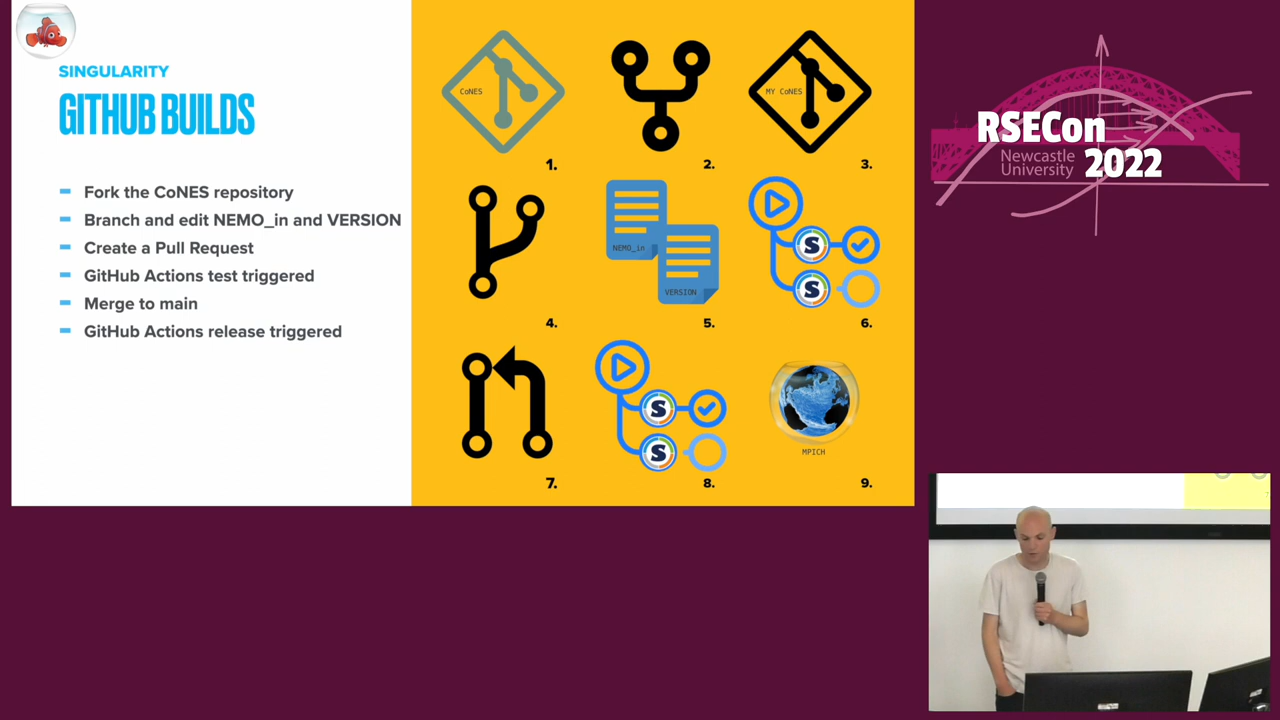 SINGULARITY
GITHUB BUILDS
Fork the CoNES repository
Branch and edit NEMO_in and VERSION
Create a Pull Request
GitHub Actions test triggered
Merge to main
GitHub Actions release triggered
CoNES
MY CoNES
1.
2.
3.
NEMO_in
VERSION
S
S
4.
5.
6.
S
S
MPICH
7.
8.
9.
RSECon
Newcastle
University
2022